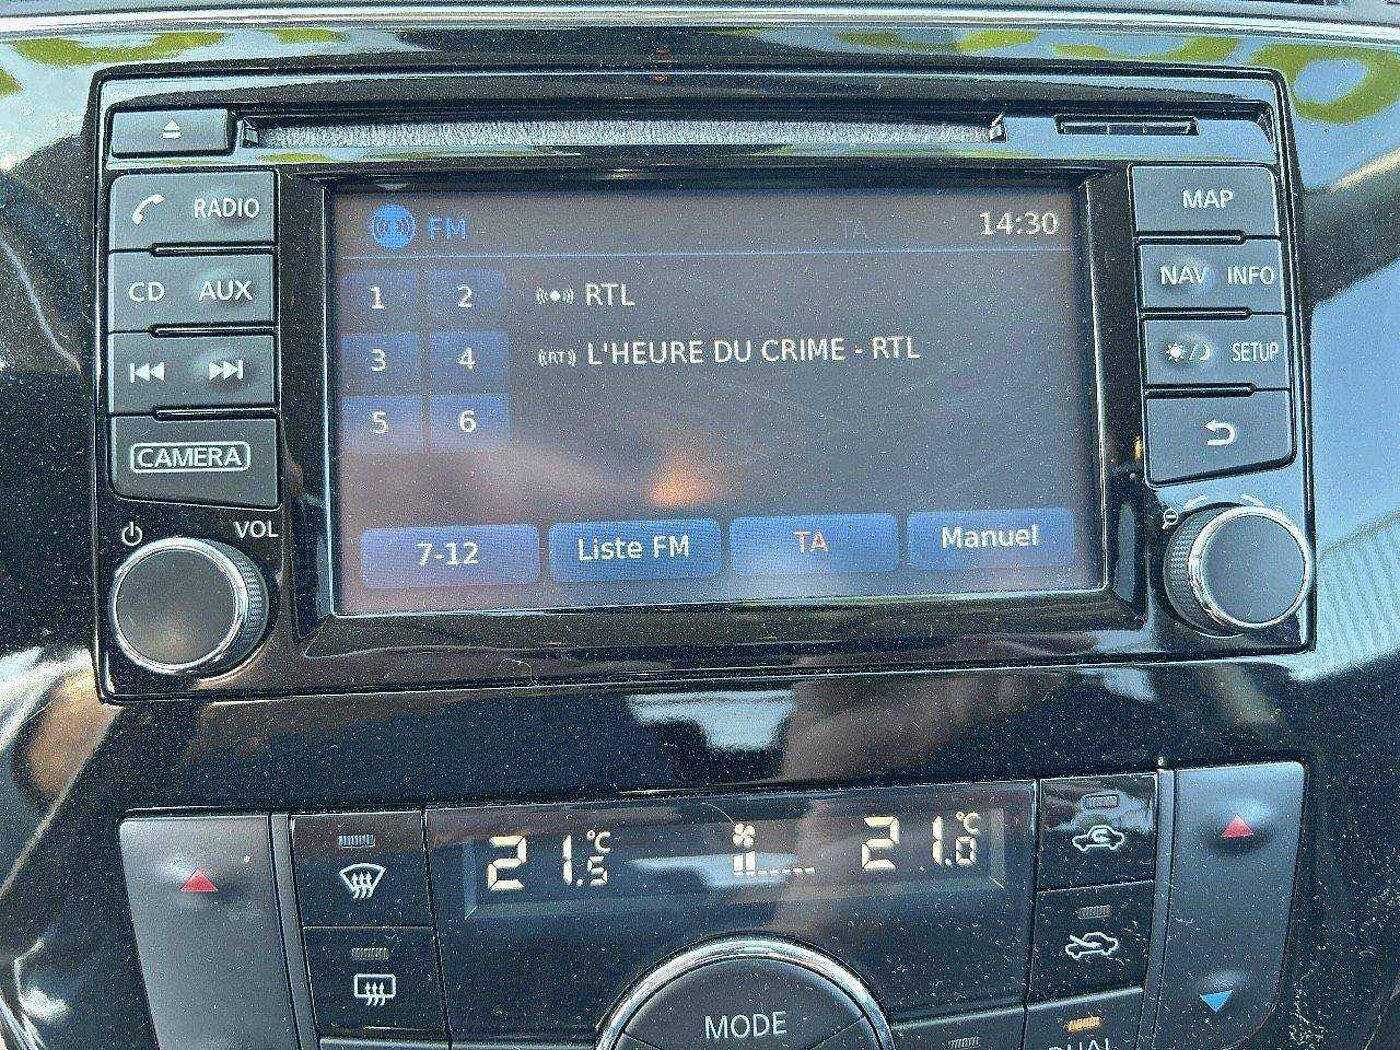 RADIO
CD AUX
CAMERA
VOL
FM TA 14:30
1 2
3 4
5 6
RTL
L'HEURE DU CRIME - RTL
7-12 Liste FM TA Manuel
MAP
NAV INFO
SETUP
21.5°C 21.0°C
MODE
DUAL